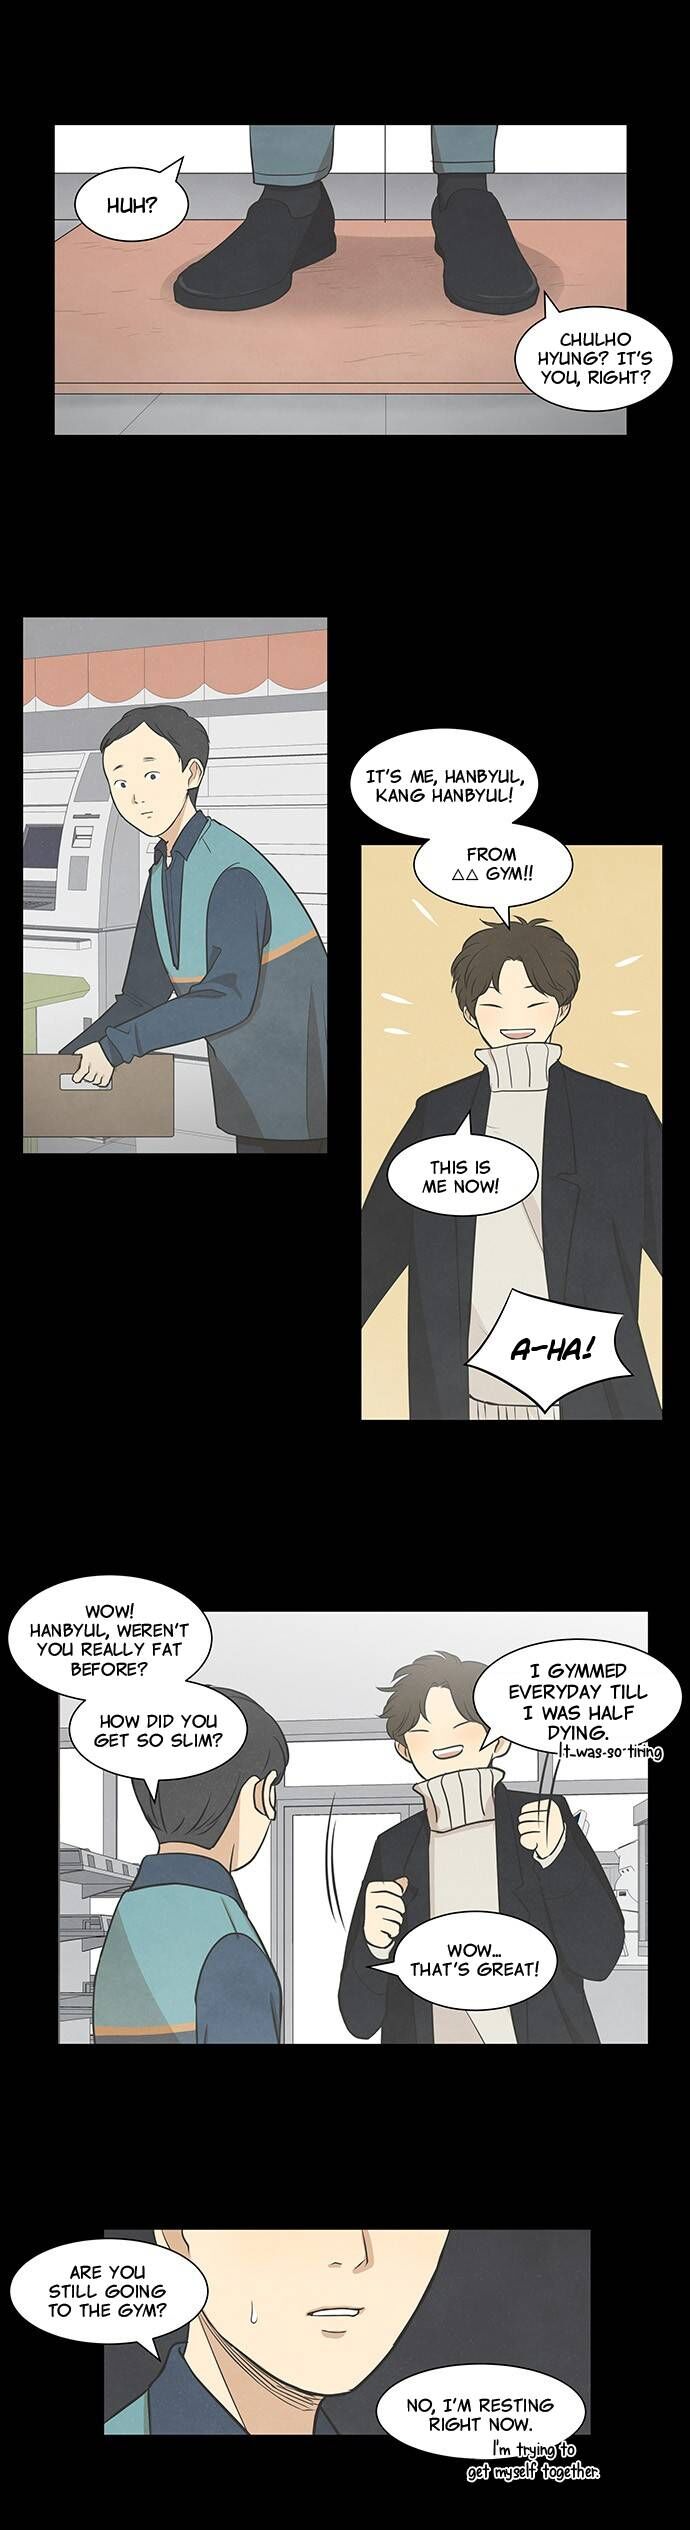 HUH?
CHULHO
HYUNG? IT'S
YOU, RIGHT?
IT'S ME, HANBYUL,
KANG HANBYUL!
FROM
△△ GYM!!
THIS IS
ME NOW!
A-HA!
WOW!
HANBYUL, WEREN'T
YOU REALLY FAT
BEFORE?
HOW DID YOU
GET SO SLIM?
I GYMMED
EVERYDAY TILL
I WAS HALF
DYING.
It was so tiring
WOW...
THAT'S GREAT!
ARE YOU
STILL GOING
TO THE GYM?
NO, I'M RESTING
RIGHT NOW.
I'm trying to
get myself together.